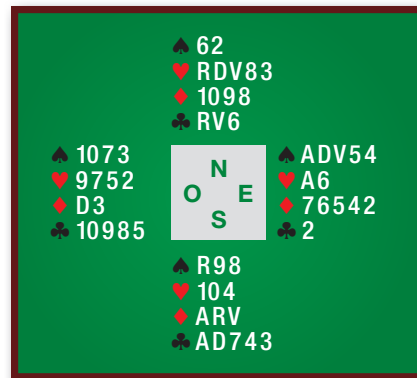 ♠ 62
♥ RDV83
♦ 1098
♣ RV6
♠ 1073
♥ 9752
♦ D3
♣ 10985
N
O E
S
♠ ADV54
♥ A6
♦ 76542
♣ 2
♠ R98
♥ 104
♦ ARV
♣ AD743